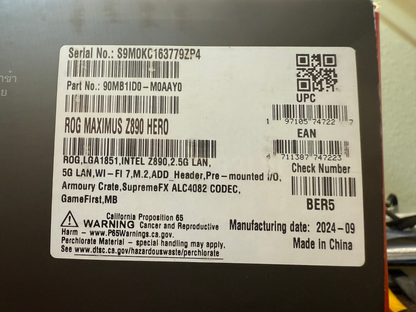 Serial No.: S9M0KC163779ZP4
Part No.: 90MB1ID0-M0AAY0
ROG MAXIMUS Z890 HERO
ROG,LGA1851,INTEL Z890,2.5G LAN,
5G LAN,WI-FI 7,M.2,ADD_Header,Pre-mounted I/O,
Armoury Crate,SupremeFX ALC4082 CODEC,
GameFirst,MB
UPC
1 97105 74722 7
EAN
4 711387 747223
Check Number
BER5
California Proposition 65
WARNING Cancer and Reproductive
Harm - www.P65Warnings.ca.gov.
Perchlorate Material - special handling may apply.
See www.dtsc.ca.gov/hazardouswaste/perchlorate
Manufacturing date: 2024-09
Made in China